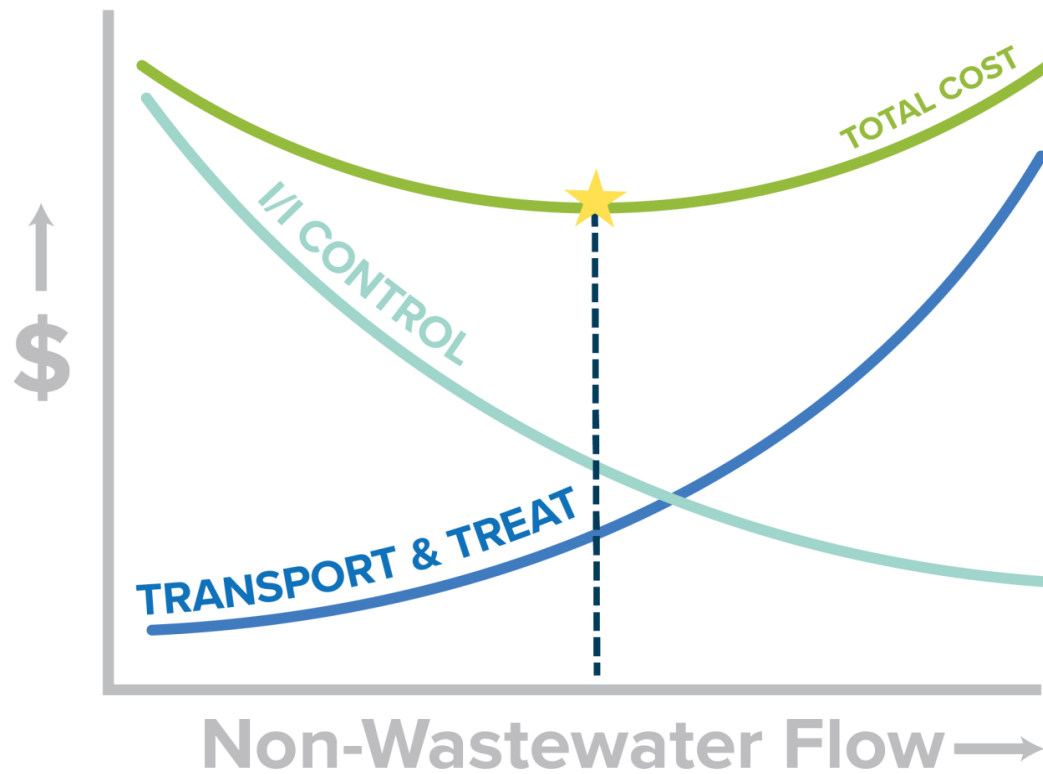 TOTAL COST
I/I CONTROL
$
TRANSPORT & TREAT
Non-Wastewater Flow